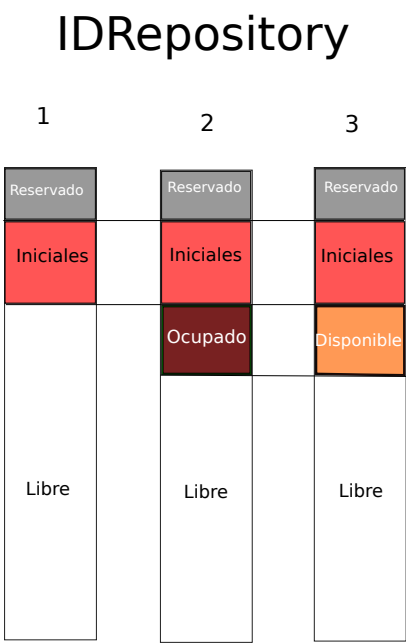 IDRepository
1
2
3
Reservado
Reservado
Reservado
Iniciales
Iniciales
Iniciales
Ocupado
Disponible
Libre
Libre
Libre